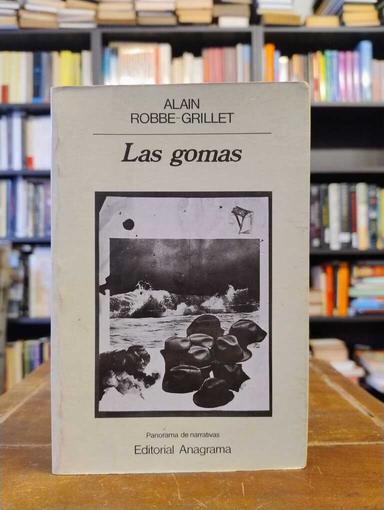 ALAIN
ROBBE-GRILLET
Las gomas
Panorama de narrativas
Editorial Anagrama